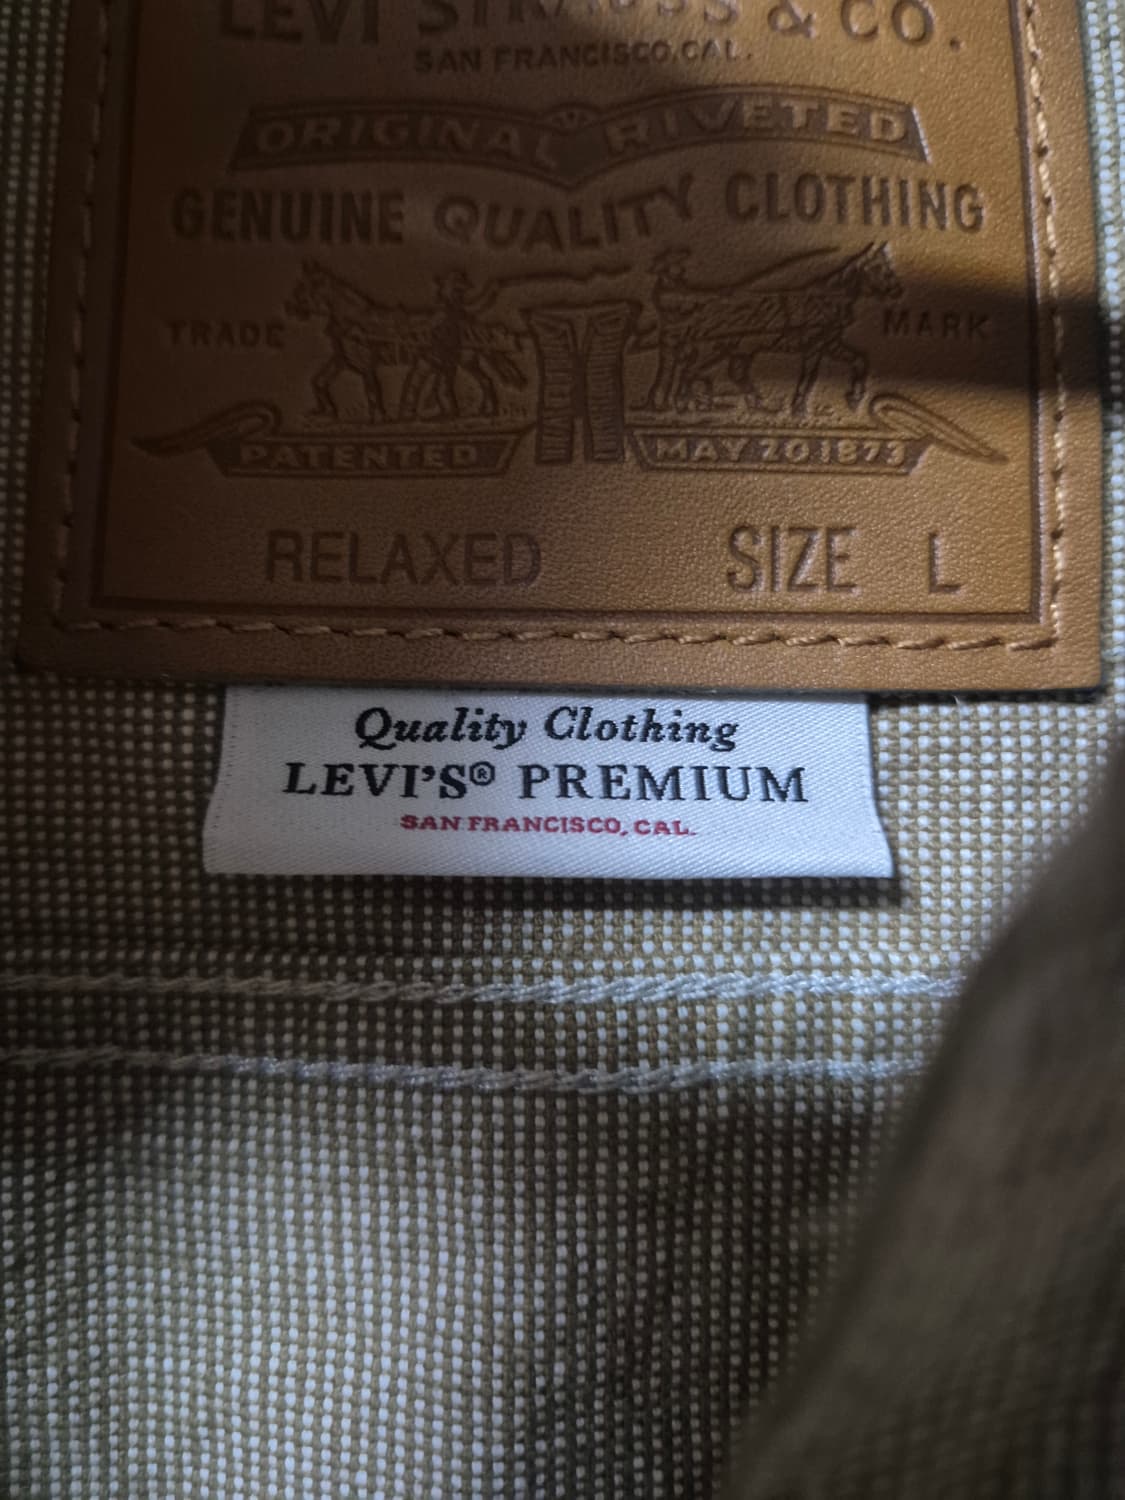 LEVI STRAUSS & CO.
SAN FRANCISCO, CAL.
ORIGINAL RIVETED
GENUINE QUALITY CLOTHING
TRADE MARK
PATENTED MAY 20 1873
RELAXED SIZE L
Quality Clothing
LEVI'S® PREMIUM
SAN FRANCISCO, CAL.